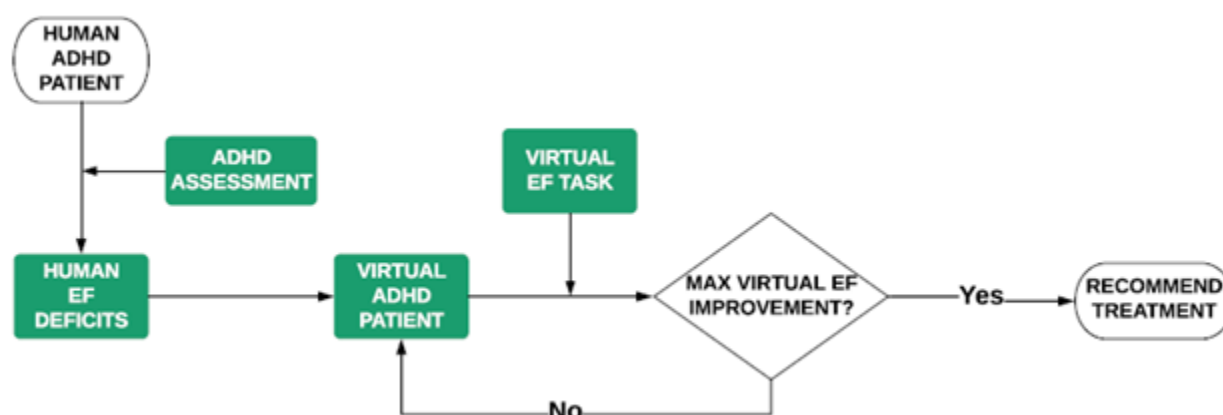 HUMAN
ADHD
PATIENT
ADHD
ASSESSMENT
VIRTUAL
EF TASK
HUMAN
EF
DEFICITS
VIRTUAL
ADHD
PATIENT
MAX VIRTUAL EF
IMPROVEMENT?
Yes
RECOMMEND
TREATMENT
No